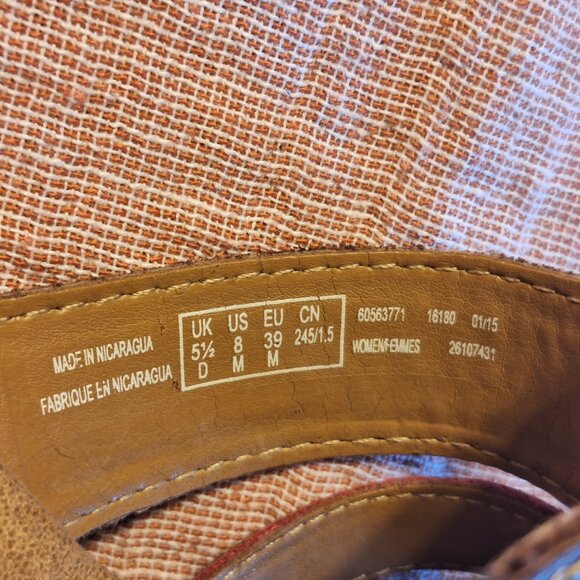 MADE IN NICARAGUA
FABRIQUE EN NICARAGUA
UK US EU CN
5½ 8 39 245/1.5
D M M
60563771 16180 01/15
WOMEN/FEMMES 26107431